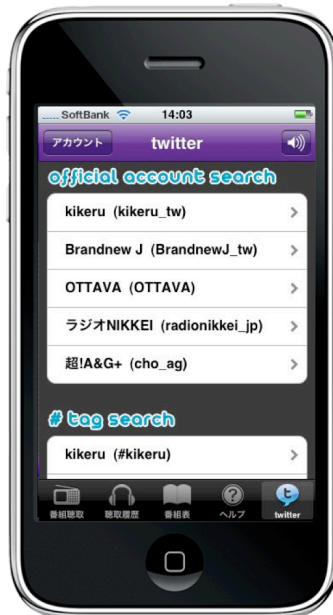 SoftBank 14:03
アカウント twitter
official account search
kikeru (kikeru_tw)
Brandnew J (BrandnewJ_tw)
OTTAVA (OTTAVA)
ラジオNIKKEI (radionikkei_jp)
超!A&G+ (cho_ag)
# tag search
kikeru (#kikeru)
番組聴取 聴取履歴 番組表 ヘルプ twitter